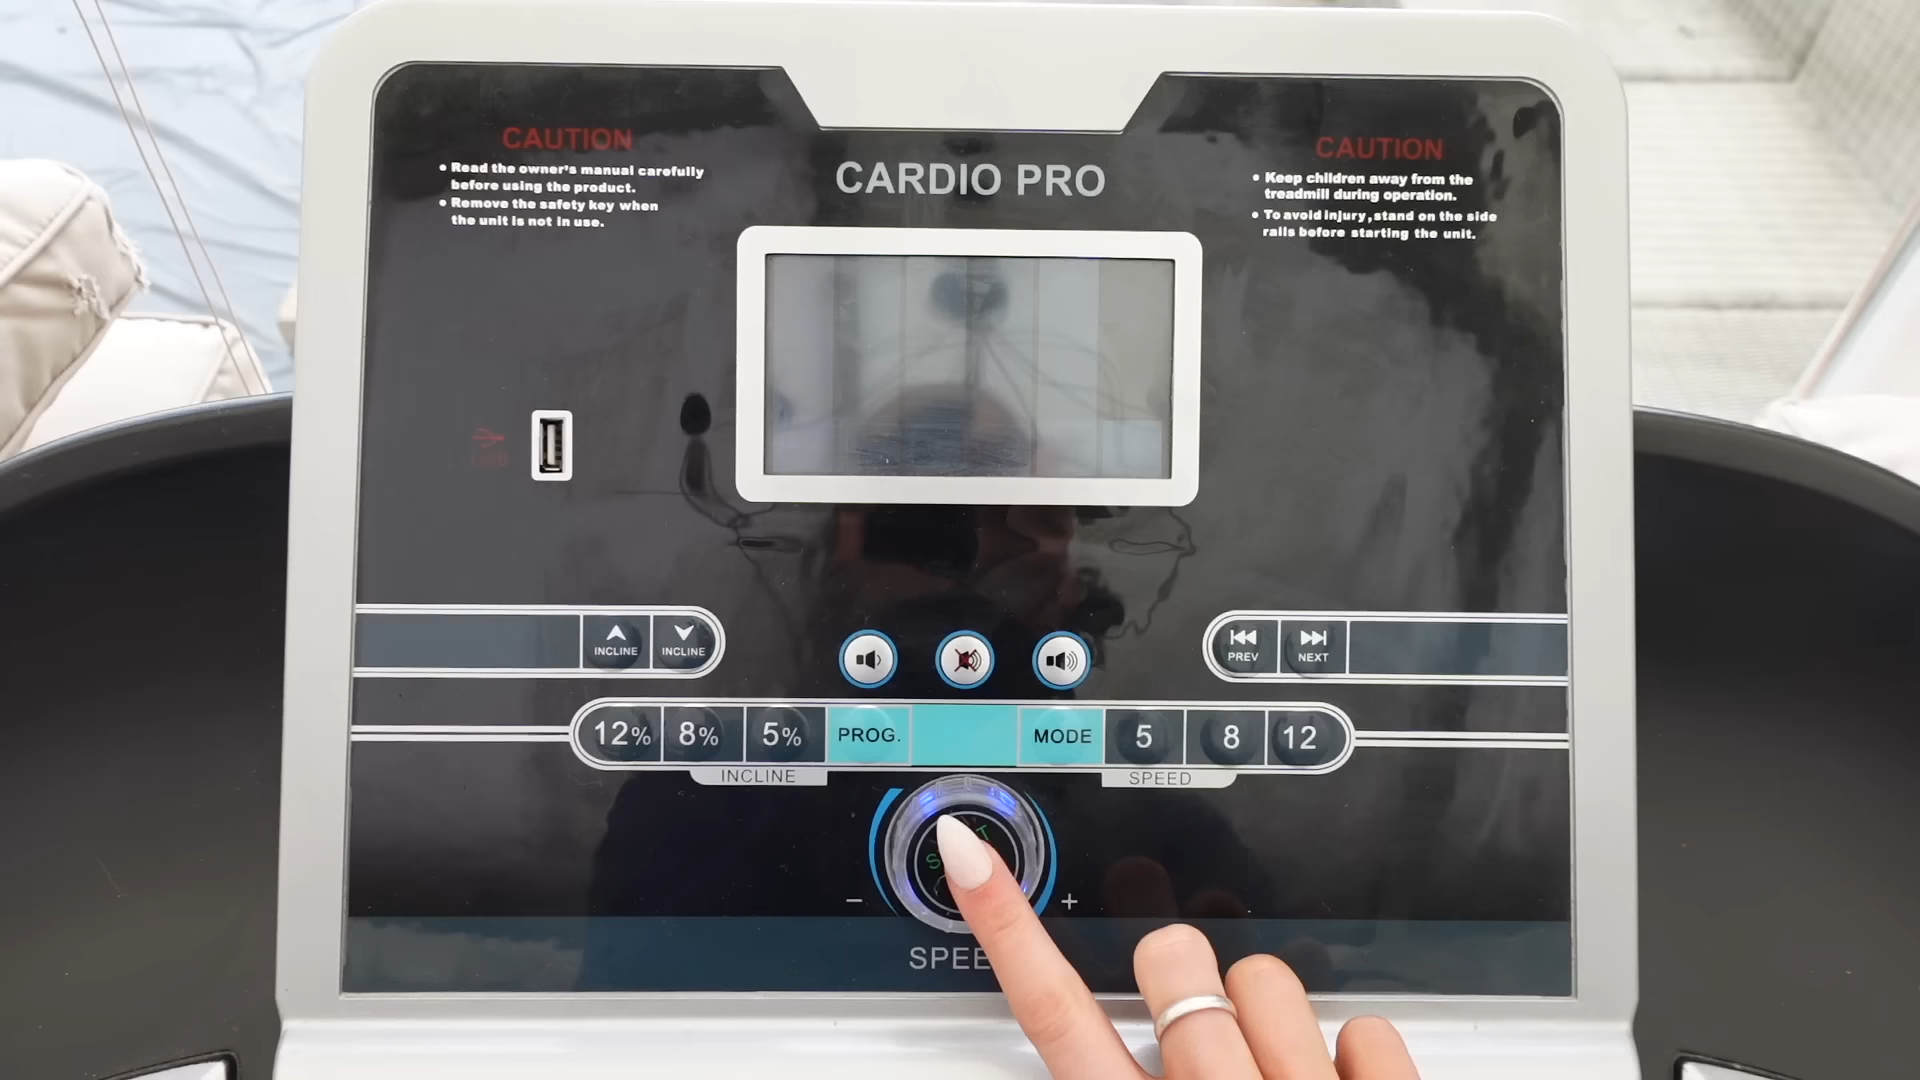 CAUTION
• Read the owner's manual carefully
before using the product.
• Remove the safety key when
the unit is not in use.
CARDIO PRO
CAUTION
• Keep children away from the
treadmill during operation.
• To avoid injury,stand on the side
rails before starting the unit.
INCLINE INCLINE
PREV NEXT
12% 8% 5% PROG. MODE 5 8 12
INCLINE SPEED
− +